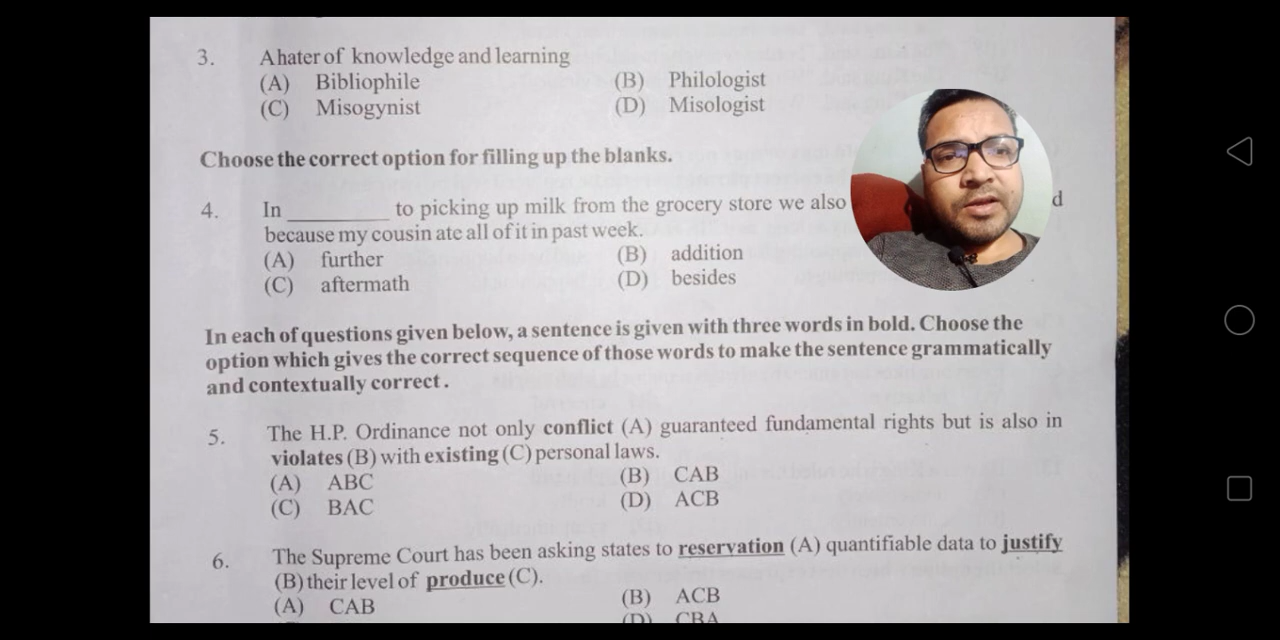 3. A hater of knowledge and learning
(A) Bibliophile (B) Philologist
(C) Misogynist (D) Misologist
Choose the correct option for filling up the blanks.
4. In __________ to picking up milk from the grocery store we also d
because my cousin ate all of it in past week.
(A) further (B) addition
(C) aftermath (D) besides
In each of questions given below, a sentence is given with three words in bold. Choose the
option which gives the correct sequence of those words to make the sentence grammatically
and contextually correct.
5. The H.P. Ordinance not only conflict (A) guaranteed fundamental rights but is also in
violates (B) with existing (C) personal laws.
(A) ABC (B) CAB
(C) BAC (D) ACB
6. The Supreme Court has been asking states to reservation (A) quantifiable data to justify
(B) their level of produce (C).
(A) CAB (B) ACB
(D) CBA